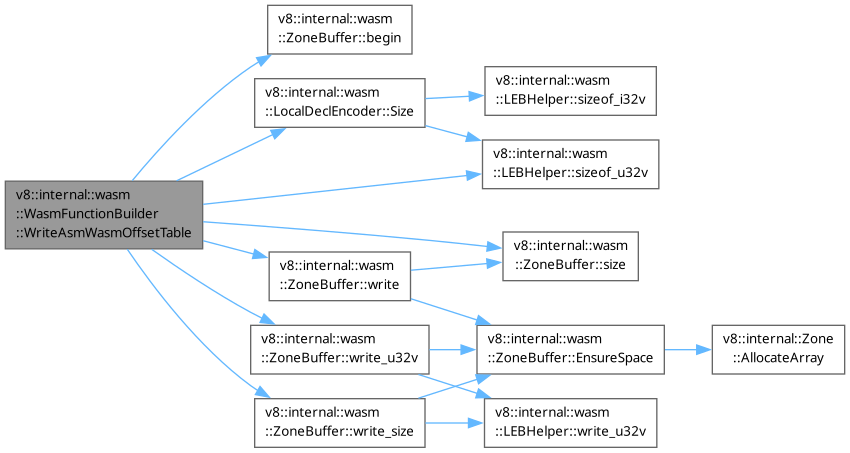 v8::internal::wasm
::WasmFunctionBuilder
::WriteAsmWasmOffsetTable
v8::internal::wasm
::ZoneBuffer::begin
v8::internal::wasm
::LocalDeclEncoder::Size
v8::internal::wasm
::LEBHelper::sizeof_i32v
v8::internal::wasm
::LEBHelper::sizeof_u32v
v8::internal::wasm
::ZoneBuffer::size
v8::internal::wasm
::ZoneBuffer::write
v8::internal::wasm
::ZoneBuffer::EnsureSpace
v8::internal::Zone
::AllocateArray
v8::internal::wasm
::ZoneBuffer::write_u32v
v8::internal::wasm
::LEBHelper::write_u32v
v8::internal::wasm
::ZoneBuffer::write_size